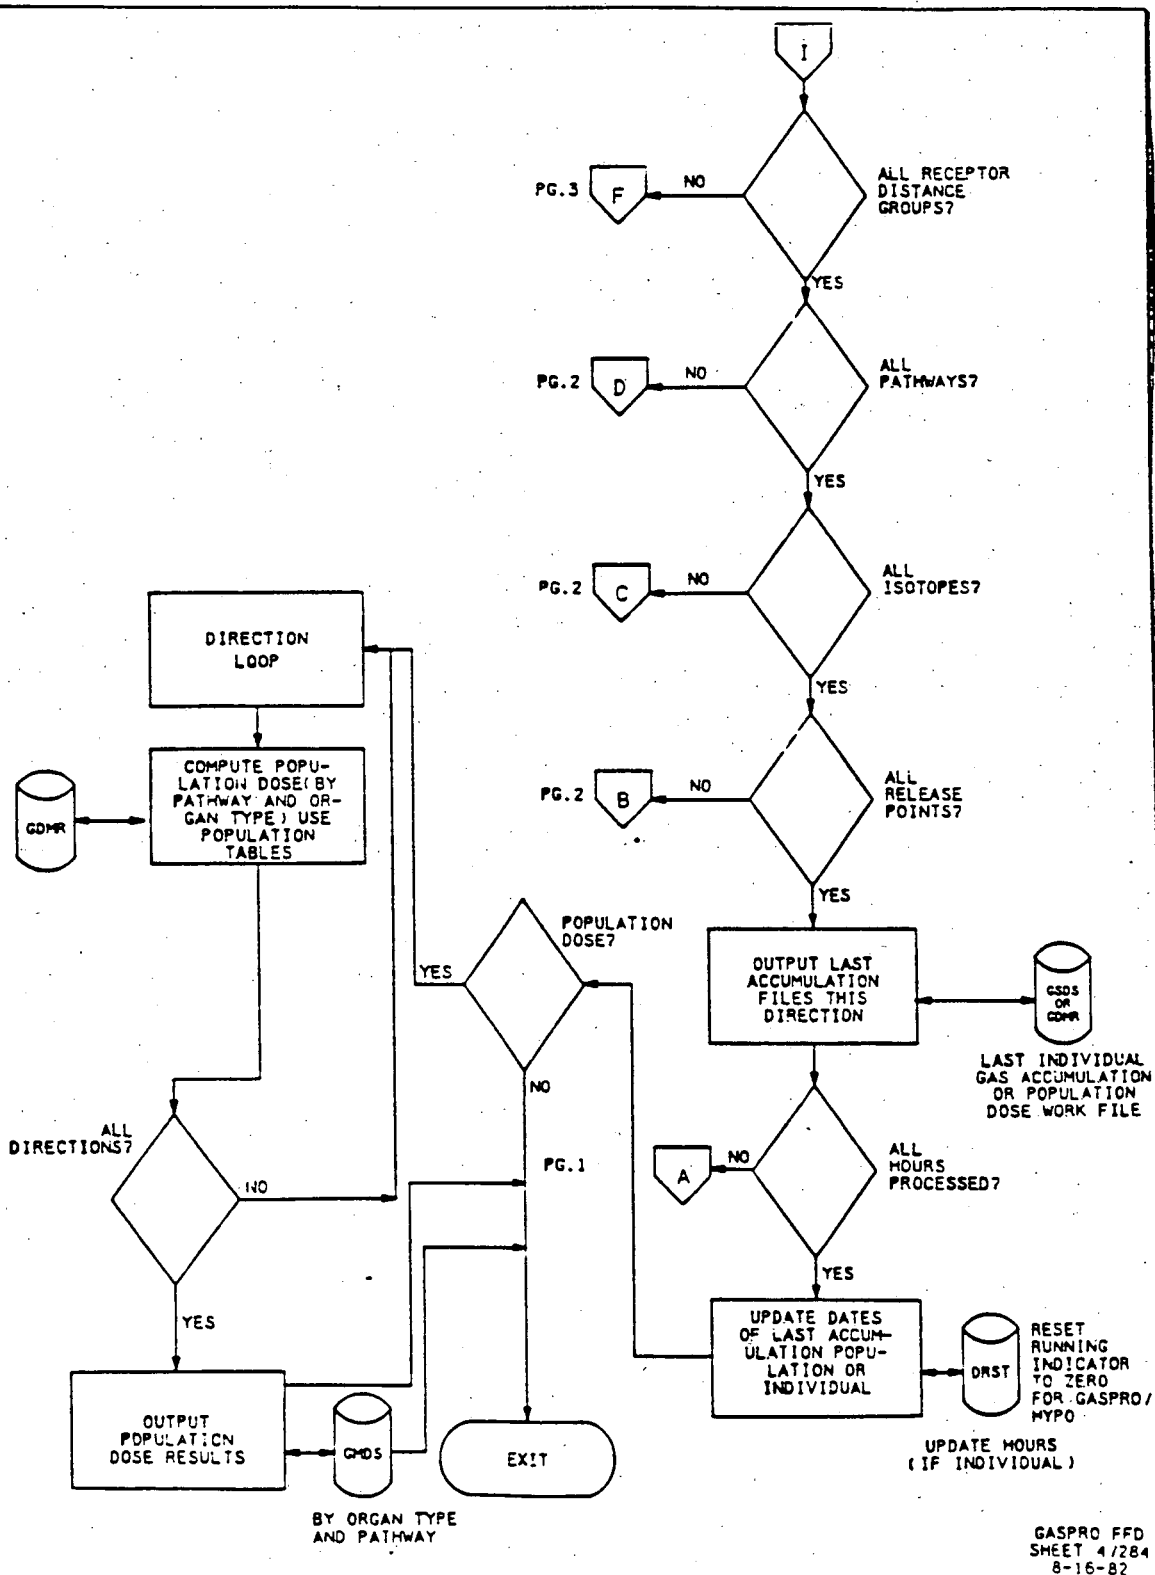 I
ALL RECEPTOR
DISTANCE
GROUPS?
NO
PG.3
F
YES
ALL
PATHWAYS?
NO
PG.2
D
YES
ALL
ISOTOPES?
NO
PG.2
C
YES
ALL
RELEASE
POINTS?
NO
PG.2
B
YES
OUTPUT LAST
ACCUMULATION
FILES THIS
DIRECTION
GSDS
OR
GDMR
LAST INDIVIDUAL
GAS ACCUMULATION
OR POPULATION
DOSE WORK FILE
ALL
HOURS
PROCESSED?
NO
A
PG.1
YES
UPDATE DATES
OF LAST ACCUM-
ULATION POPU-
LATION OR
INDIVIDUAL
DRST
RESET
RUNNING
INDICATOR
TO ZERO
FOR GASPRO/
HYPO
UPDATE HOURS
(IF INDIVIDUAL)
POPULATION
DOSE?
YES
NO
DIRECTION
LOOP
COMPUTE POPU-
LATION DOSE(BY
PATHWAY AND OR-
GAN TYPE) USE
POPULATION
TABLES
GDMR
ALL
DIRECTIONS?
NO
YES
OUTPUT
POPULATION
DOSE RESULTS
GMDS
BY ORGAN TYPE
AND PATHWAY
EXIT
GASPRO FFD
SHEET 4/284
8-16-82